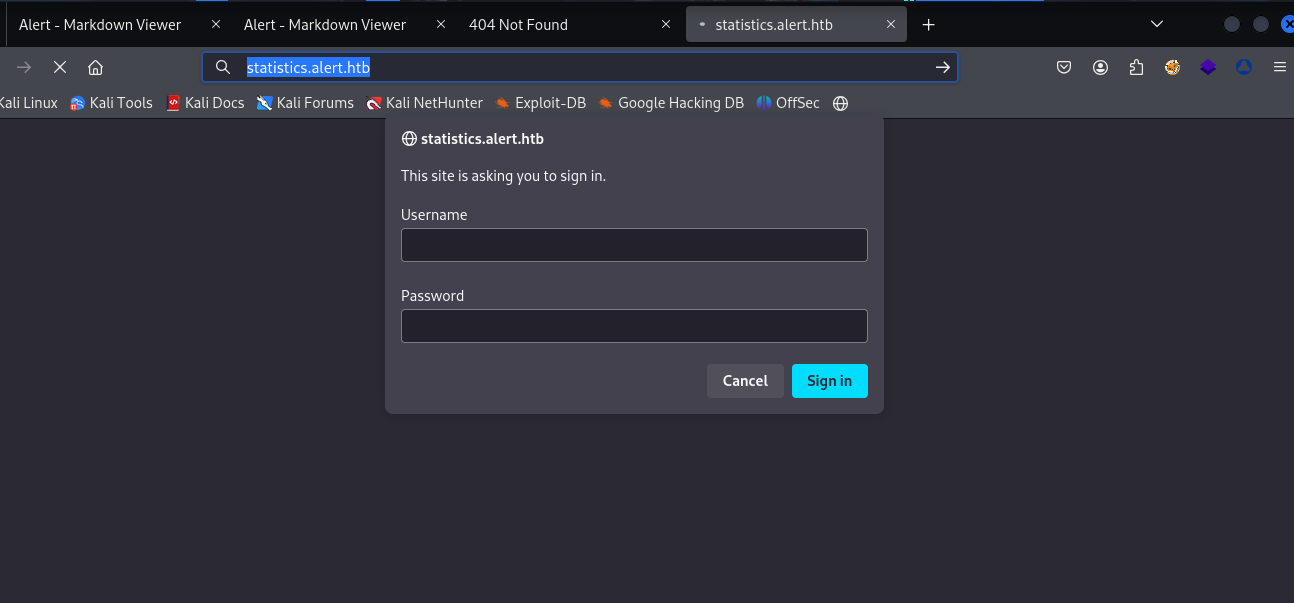 Alert - Markdown Viewer Alert - Markdown Viewer 404 Not Found statistics.alert.htb
statistics.alert.htb
Kali Linux Kali Tools Kali Docs Kali Forums Kali NetHunter Exploit-DB Google Hacking DB OffSec
statistics.alert.htb
This site is asking you to sign in.
Username
Password
Cancel Sign in